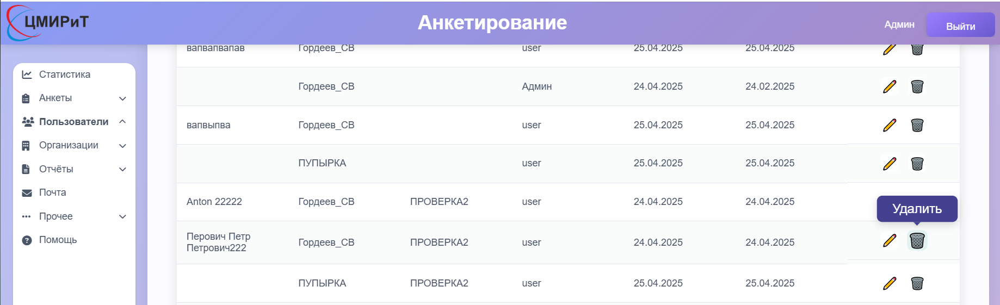 ЦМИРиТ
Анкетирование
Админ
Выйти
Статистика
Анкеты
Пользователи
Организации
Отчёты
Почта
Прочее
Помощь
вапвапвапав Гордеев_СВ user 25.04.2025 25.04.2025
Гордеев_СВ Админ 24.04.2025 24.02.2025
вапвыпва Гордеев_СВ user 25.04.2025 25.04.2025
ПУПЫРКА user 25.04.2025 25.04.2025
Anton 22222 Гордеев_СВ ПРОВЕРКА2 user 24.04.2025 24.04.2025
Удалить
Перович Петр
Петрович222 Гордеев_СВ ПРОВЕРКА2 user 24.04.2025 24.04.2025
ПУПЫРКА ПРОВЕРКА2 user 25.04.2025 25.04.2025